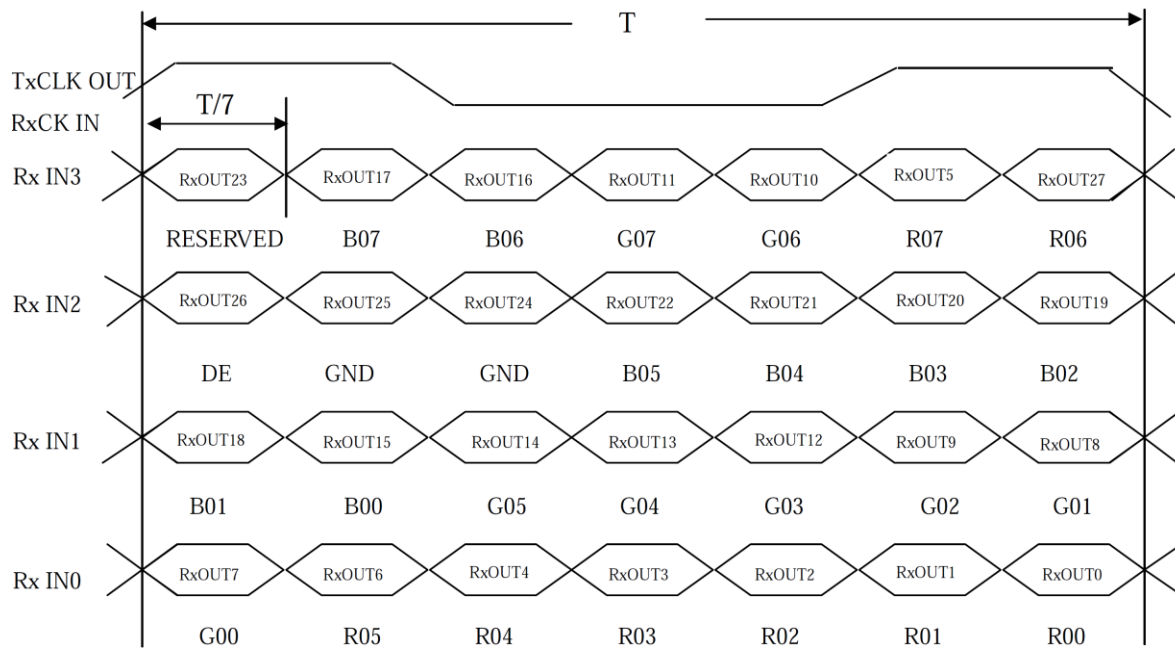 T
TxCLK OUT
T/7
RxCK IN
Rx IN3 RxOUT23 RxOUT17 RxOUT16 RxOUT11 RxOUT10 RxOUT5 RxOUT27
RESERVED B07 B06 G07 G06 R07 R06
Rx IN2 RxOUT26 RxOUT25 RxOUT24 RxOUT22 RxOUT21 RxOUT20 RxOUT19
DE GND GND B05 B04 B03 B02
Rx IN1 RxOUT18 RxOUT15 RxOUT14 RxOUT13 RxOUT12 RxOUT9 RxOUT8
B01 B00 G05 G04 G03 G02 G01
Rx IN0 RxOUT7 RxOUT6 RxOUT4 RxOUT3 RxOUT2 RxOUT1 RxOUT0
G00 R05 R04 R03 R02 R01 R00